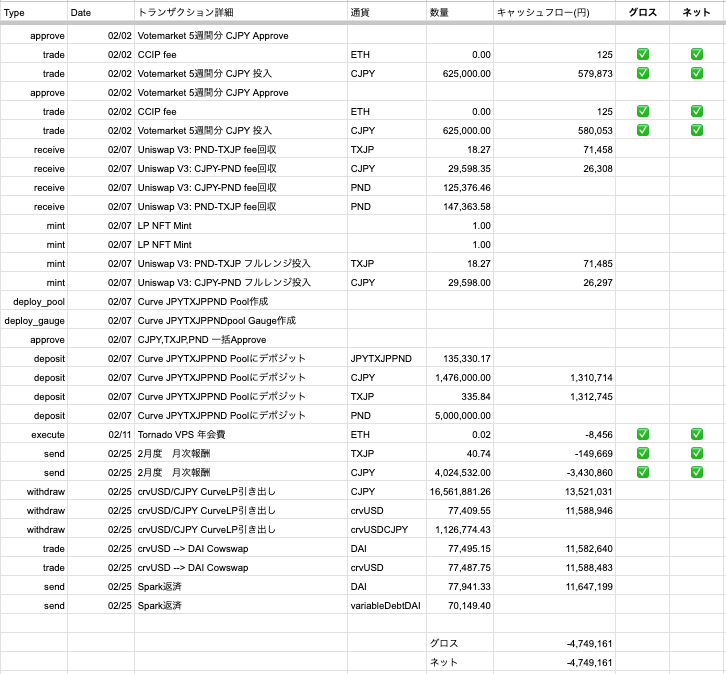 Type Date トランザクション詳細 通貨 数量 キャッシュフロー(円) グロス ネット
approve 02/02 Votemarket 5週間分 CJPY Approve
trade 02/02 CCIP fee ETH 0.00 125 ✅ ✅
trade 02/02 Votemarket 5週間分 CJPY 投入 CJPY 625,000.00 579,873 ✅ ✅
approve 02/02 Votemarket 5週間分 CJPY Approve
trade 02/02 CCIP fee ETH 0.00 125 ✅ ✅
trade 02/02 Votemarket 5週間分 CJPY 投入 CJPY 625,000.00 580,053 ✅ ✅
receive 02/07 Uniswap V3: PND-TXJP fee回収 TXJP 18.27 71,458
receive 02/07 Uniswap V3: CJPY-PND fee回収 CJPY 29,598.35 26,308
receive 02/07 Uniswap V3: CJPY-PND fee回収 PND 125,376.46
receive 02/07 Uniswap V3: PND-TXJP fee回収 PND 147,363.58
mint 02/07 LP NFT Mint 1.00
mint 02/07 LP NFT Mint 1.00
mint 02/07 Uniswap V3: PND-TXJP フルレンジ投入 TXJP 18.27 71,485
mint 02/07 Uniswap V3: CJPY-PND フルレンジ投入 CJPY 29,598.00 26,297
deploy_pool 02/07 Curve JPYTXJPPND Pool作成
deploy_gauge 02/07 Curve JPYTXJPPNDpool Gauge作成
approve 02/07 CJPY,TXJP,PND 一括Approve
deposit 02/07 Curve JPYTXJPPND Poolにデポジット JPYTXJPPND 135,330.17
deposit 02/07 Curve JPYTXJPPND Poolにデポジット CJPY 1,476,000.00 1,310,714
deposit 02/07 Curve JPYTXJPPND Poolにデポジット TXJP 335.84 1,312,745
deposit 02/07 Curve JPYTXJPPND Poolにデポジット PND 5,000,000.00
execute 02/11 Tornado VPS 年会費 ETH 0.02 -8,456 ✅ ✅
send 02/25 2月度 月次報酬 TXJP 40.74 -149,669 ✅ ✅
send 02/25 2月度 月次報酬 CJPY 4,024,532.00 -3,430,860 ✅ ✅
withdraw 02/25 crvUSD/CJPY CurveLP引き出し CJPY 16,561,881.26 13,521,031
withdraw 02/25 crvUSD/CJPY CurveLP引き出し crvUSD 77,409.55 11,588,946
withdraw 02/25 crvUSD/CJPY CurveLP引き出し crvUSDCJPY 1,126,774.43
trade 02/25 crvUSD --> DAI Cowswap DAI 77,495.15 11,582,640
trade 02/25 crvUSD --> DAI Cowswap crvUSD 77,487.75 11,588,483
send 02/25 Spark返済 DAI 77,941.33 11,647,199
send 02/25 Spark返済 variableDebtDAI 70,149.40
グロス -4,749,161
ネット -4,749,161